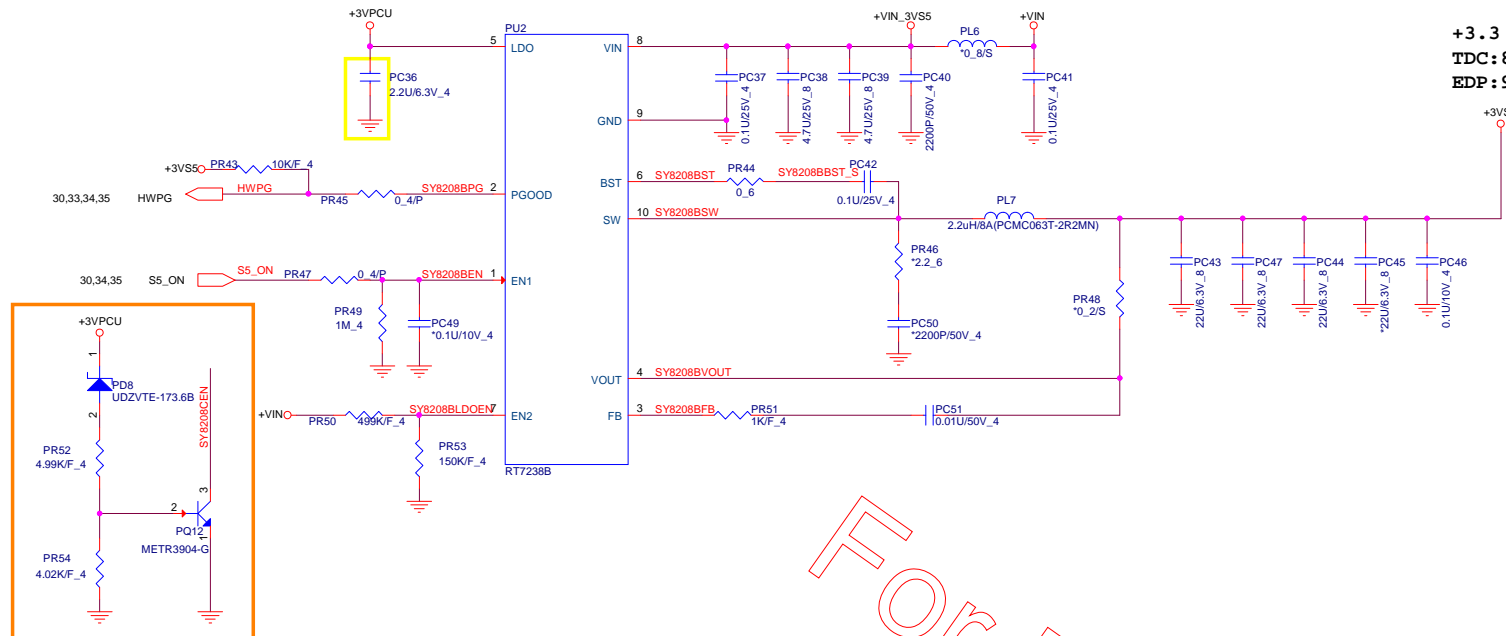 +3VPCU
PU2
+VIN_3VS5
+VIN
PL6
*0_8/S
+3.3
TDC:8
EDP:9
5
LDO
VIN
8
PC36
2.2U/6.3V_4
PC37
0.1U/25V_4
PC38
4.7U/25V_8
PC39
4.7U/25V_8
PC40
2200P/50V_4
PC41
0.1U/25V_4
GND
9
+3VS
+3VS5
PR43
10K/F_4
30,33,34,35
HWPG
HWPG
PR45
0_4/P
SY8208BPG
2
PGOOD
BST
6
SY8208BST
PR44
0_6
SY8208BBST_S
PC42
0.1U/25V_4
SW
10
SY8208BSW
PL7
2.2uH/8A(PCMC063T-2R2MN)
PR46
*2.2_6
PC43
22U/6.3V_8
PC47
22U/6.3V_8
PC44
22U/6.3V_8
PC45
*22U/6.3V_8
PC46
0.1U/10V_4
30,34,35
S5_ON
S5_ON
PR47
0_4/P
SY8208BEN
1
EN1
PR49
1M_4
PC49
*0.1U/10V_4
PR48
*0_2/S
PC50
*2200P/50V_4
VOUT
4
SY8208BVOUT
+VIN
PR50
499K/F_4
SY8208BLDOEN
7
EN2
FB
3
SY8208BFB
PR51
1K/F_4
PC51
0.01U/50V_4
PR53
150K/F_4
RT7238B
+3VPCU
1
PD8
UDZVTE-173.6B
2
SY8208CEN
PR52
4.99K/F_4
3
2
PQ12
1
METR3904-G
PR54
4.02K/F_4
For